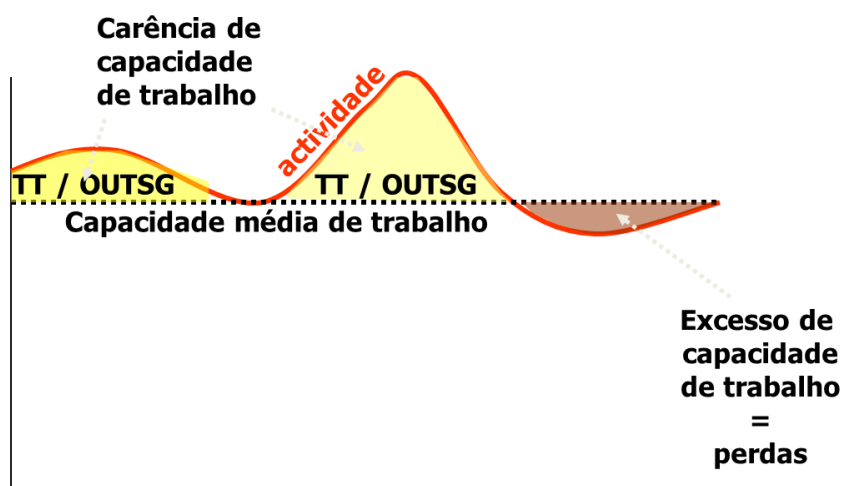 Carência de
capacidade
de trabalho
actividade
TT / OUTSG
TT / OUTSG
Capacidade média de trabalho
Excesso de
capacidade
de trabalho
=
perdas